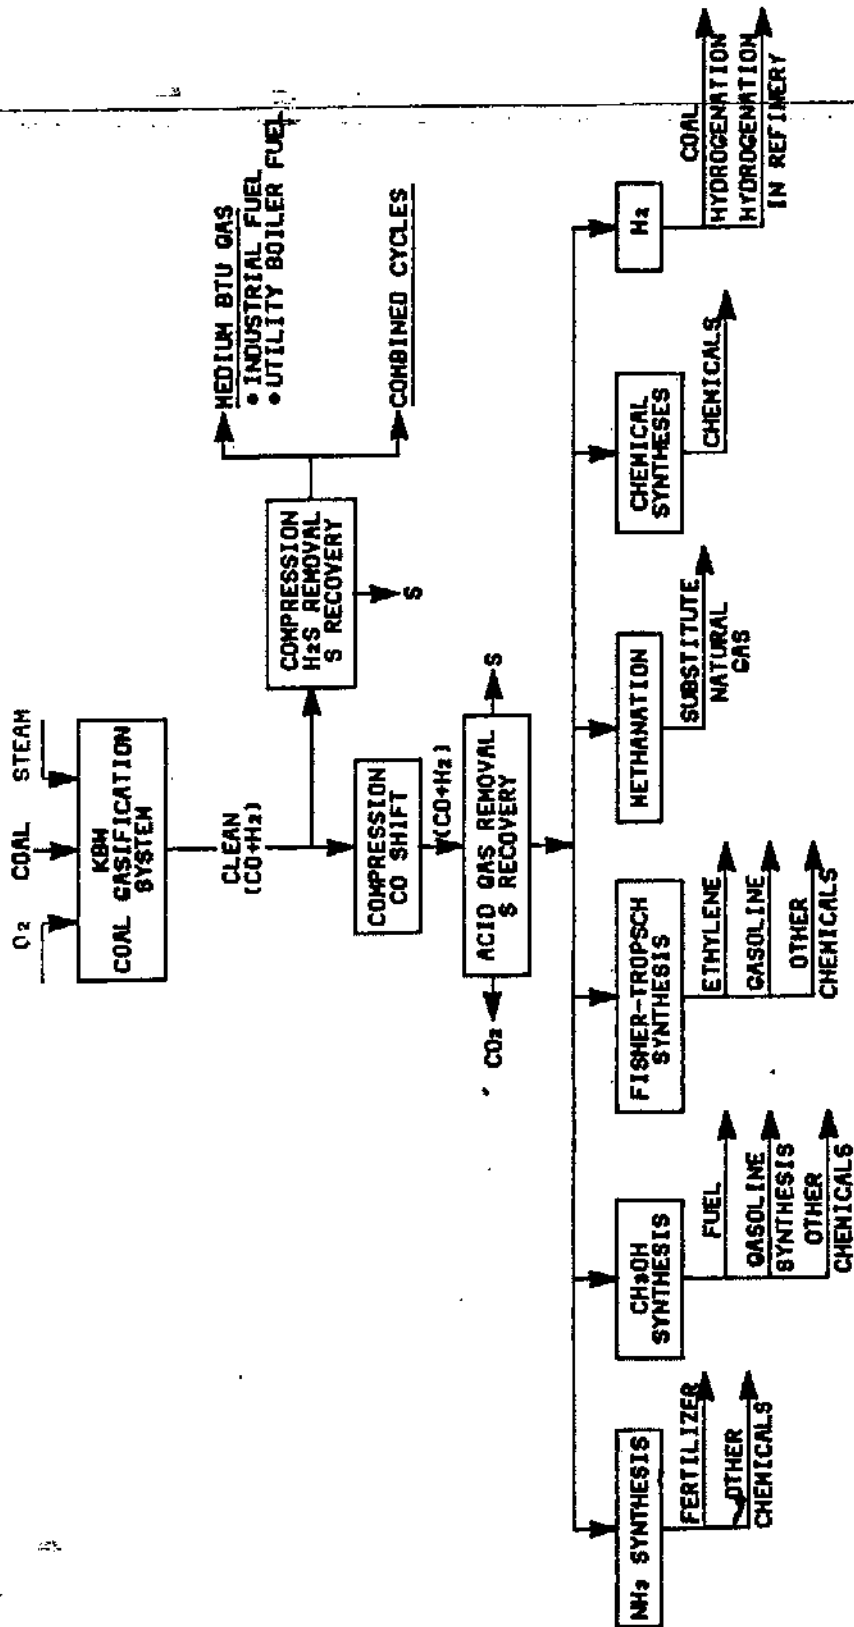 O2
COAL
STEAM
KBW
COAL GASIFICATION
SYSTEM
CLEAN
(CO+H2)
COMPRESSION
H2S REMOVAL
S RECOVERY
S
MEDIUM BTU GAS
• INDUSTRIAL FUEL
• UTILITY BOILER FUEL
COMBINED CYCLES
COMPRESSION
CO SHIFT
(CO+H2)
ACID GAS REMOVAL
S RECOVERY
CO2
S
NH3 SYNTHESIS
FERTILIZER
OTHER
CHEMICALS
CH3OH
SYNTHESIS
FUEL
GASOLINE
SYNTHESIS
OTHER
CHEMICALS
FISHER-TROPSCH
SYNTHESIS
ETHYLENE
GASOLINE
OTHER
CHEMICALS
METHANATION
SUBSTITUTE
NATURAL
GAS
CHEMICAL
SYNTHESES
CHEMICALS
H2
COAL
HYDROGENATION
HYDROGENATION
IN REFINERY